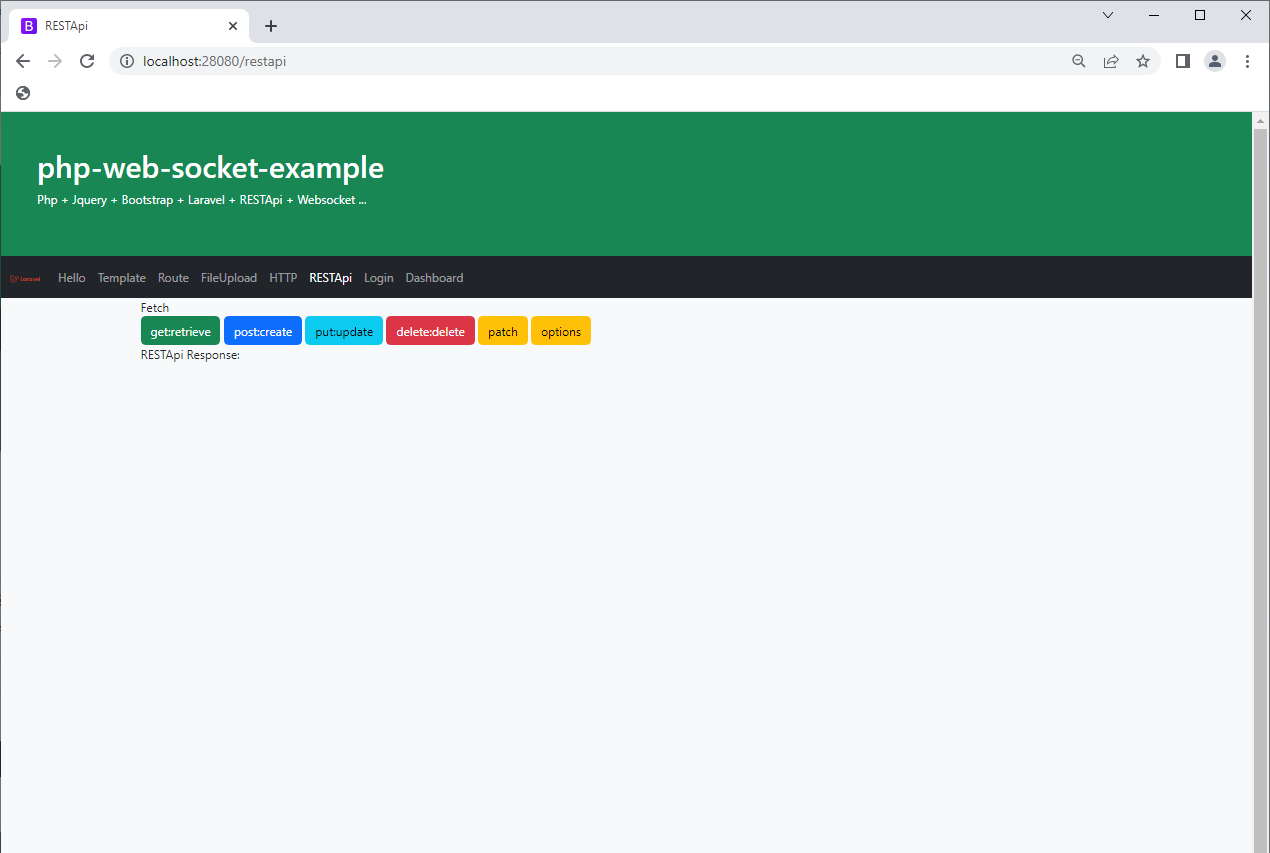 RESTApi
localhost:28080/restapi
php-web-socket-example
Php + Jquery + Bootstrap + Laravel + RESTApi + Websocket ...
Laravel Hello Template Route FileUpload HTTP RESTApi Login Dashboard
Fetch
get:retrieve post:create put:update delete:delete patch options
RESTApi Response: